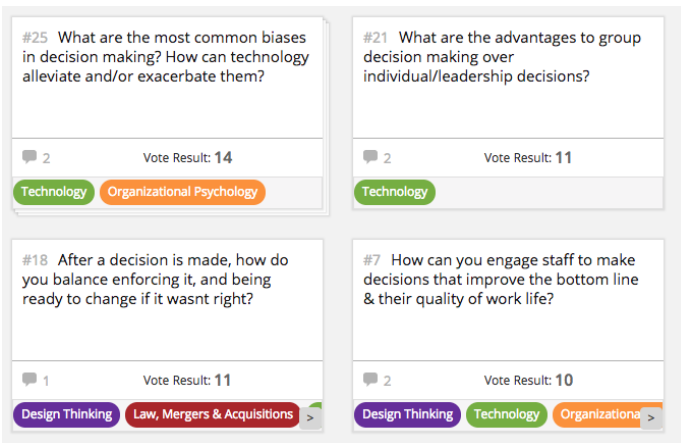 #25 What are the most common biases
in decision making? How can technology
alleviate and/or exacerbate them?
2 Vote Result: 14
Technology Organizational Psychology
#21 What are the advantages to group
decision making over
individual/leadership decisions?
2 Vote Result: 11
Technology
#18 After a decision is made, how do
you balance enforcing it, and being
ready to change if it wasnt right?
1 Vote Result: 11
Design Thinking Law, Mergers & Acquisitions >
#7 How can you engage staff to make
decisions that improve the bottom line
& their quality of work life?
2 Vote Result: 10
Design Thinking Technology Organizationa >